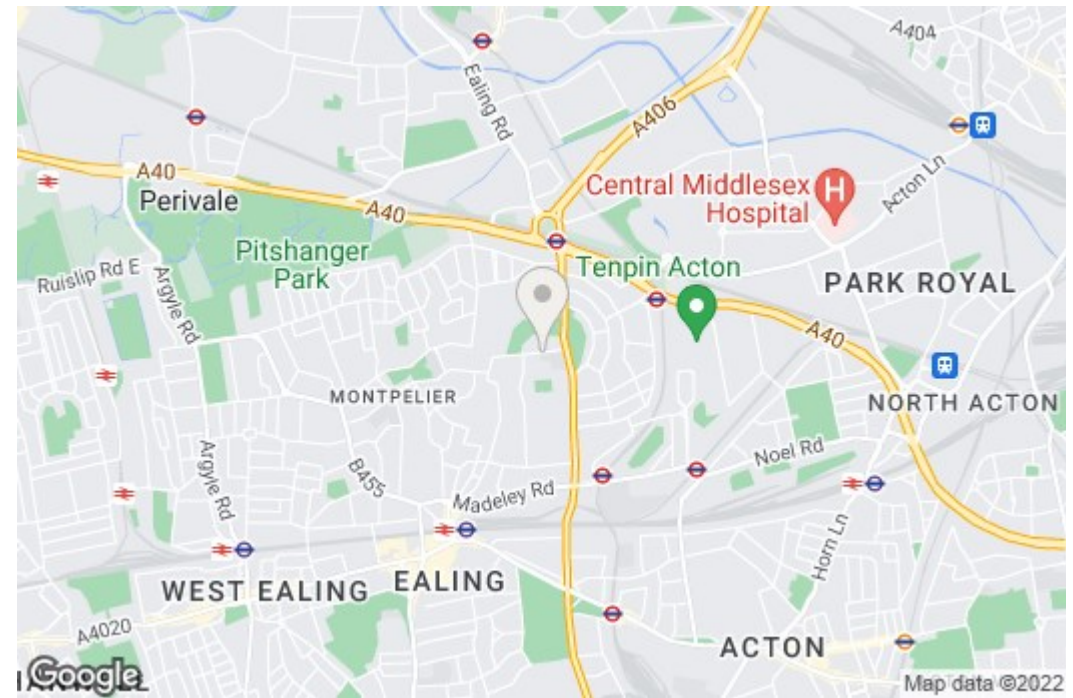 A404
Ealing Rd
A406
A40
Perivale
A40
Central Middlesex
Hospital
H
Acton Ln
Pitshanger
Park
Ruislip Rd E
Argyle Rd
Tenpin Acton
PARK ROYAL
A40
MONTPELIER
NORTH ACTON
Argyle Rd
B455
Noel Rd
Madeley Rd
Horn Ln
WEST EALING
EALING
A4020
ACTON
Google
Map data ©2022